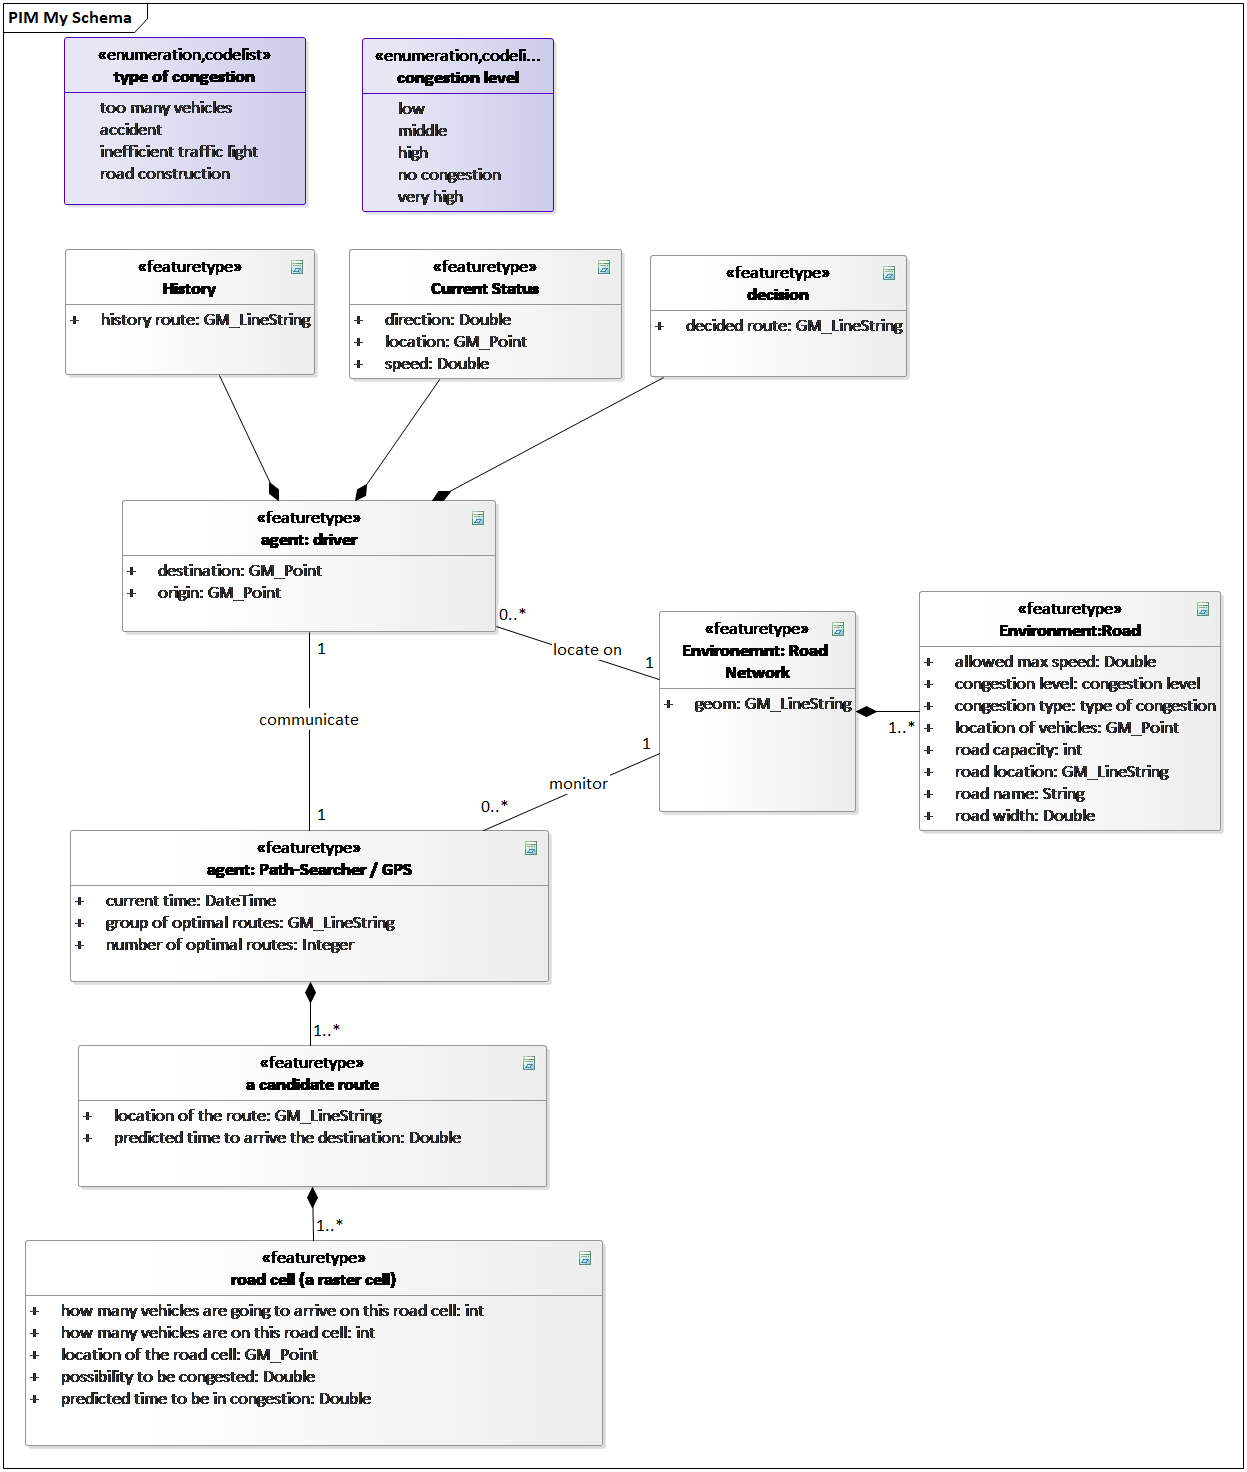 PIM My Schema
«enumeration,codelist»
type of congestion
too many vehicles
accident
inefficient traffic light
road construction
«enumeration,codeli...
congestion level
low
middle
high
no congestion
very high
«featuretype»
History
+ history route: GM_LineString
«featuretype»
Current Status
+ direction: Double
+ location: GM_Point
+ speed: Double
«featuretype»
decision
+ decided route: GM_LineString
«featuretype»
agent: driver
+ destination: GM_Point
+ origin: GM_Point
0..*
locate on
1
1
communicate
1
«featuretype»
Environemnt: Road
Network
+ geom: GM_LineString
1..*
«featuretype»
Environment:Road
+ allowed max speed: Double
+ congestion level: congestion level
+ congestion type: type of congestion
+ location of vehicles: GM_Point
+ road capacity: int
+ road location: GM_LineString
+ road name: String
+ road width: Double
1
monitor
0..*
«featuretype»
agent: Path-Searcher / GPS
+ current time: DateTime
+ group of optimal routes: GM_LineString
+ number of optimal routes: Integer
1..*
«featuretype»
a candidate route
+ location of the route: GM_LineString
+ predicted time to arrive the destination: Double
1..*
«featuretype»
road cell (a raster cell)
+ how many vehicles are going to arrive on this road cell: int
+ how many vehicles are on this road cell: int
+ location of the road cell: GM_Point
+ possibility to be congested: Double
+ predicted time to be in congestion: Double